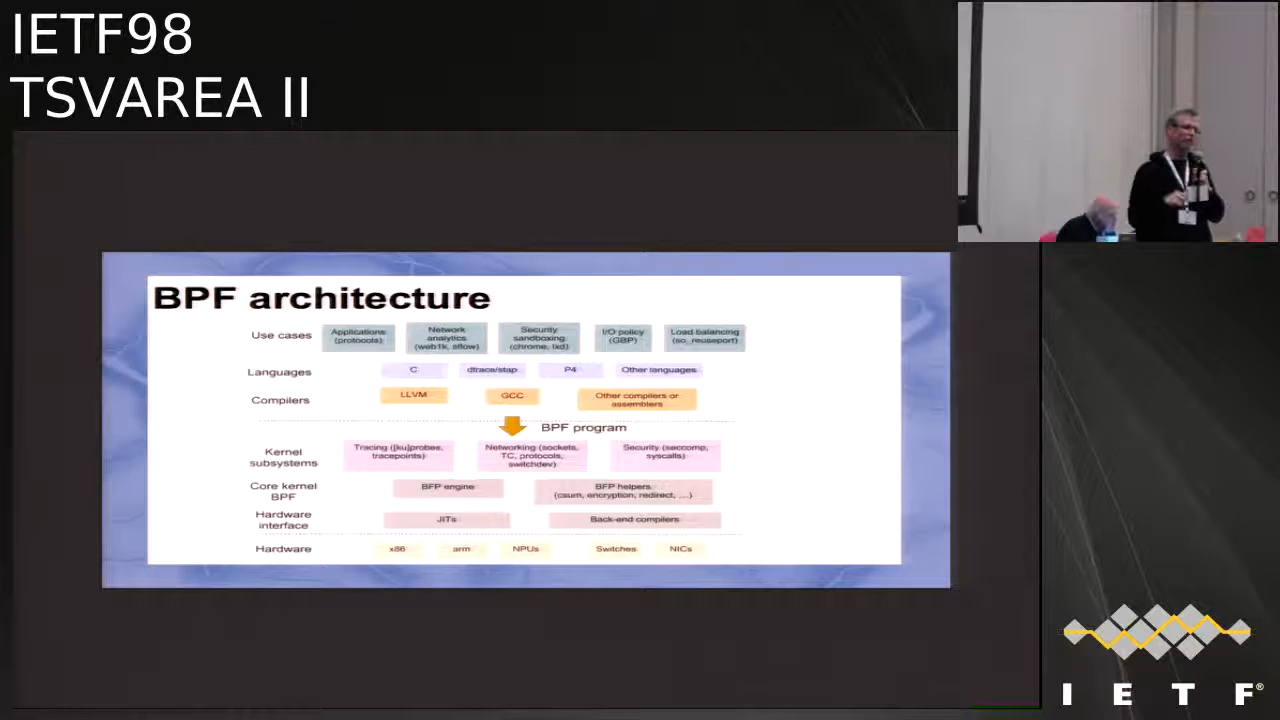 IETF98
TSVAREA II
BPF architecture
Use cases
Applications
(protocols)
Network
analytics
(web1k, sflow)
Security
sandboxing
(chrome, lxd)
I/O policy
(GBP)
Load balancing
(so_reuseport)
Languages
C
dtrace/stap
P4
Other languages
Compilers
LLVM
GCC
Other compilers or
assemblers
BPF program
Kernel
subsystems
Tracing ([ku]probes,
tracepoints)
Networking (sockets,
TC, protocols,
switchdev)
Security (seccomp,
syscalls)
Core kernel
BPF
BFP engine
BFP helpers
(csum, encryption, redirect, ...)
Hardware
interface
JITs
Back-end compilers
Hardware
x86
arm
NPUs
Switches
NICs
I E T F®